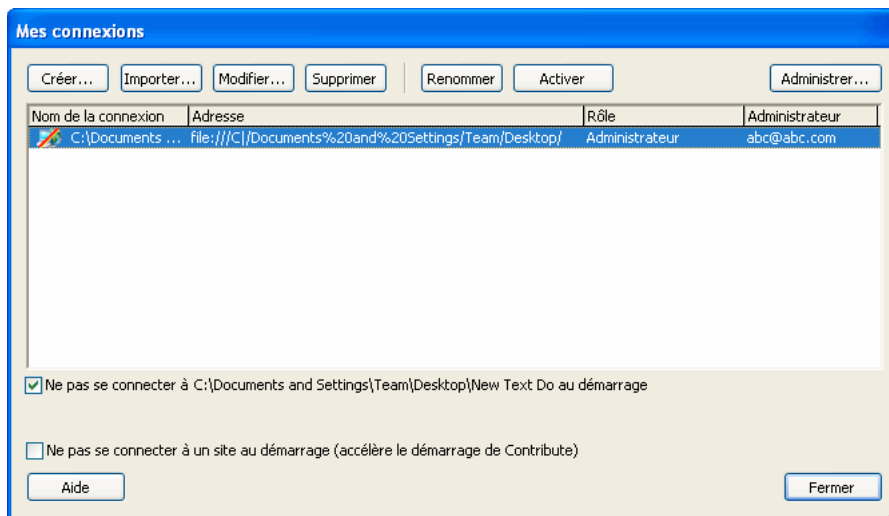 Mes connexions
Créer... Importer... Modifier... Supprimer Renommer Activer Administrer...
Nom de la connexion Adresse Rôle Administrateur
C:\Documents ... file:///C|/Documents%20and%20Settings/Team/Desktop/ Administrateur abc@abc.com
Ne pas se connecter à C:\Documents and Settings\Team\Desktop\New Text Do au démarrage
Ne pas se connecter à un site au démarrage (accélère le démarrage de Contribute)
Aide Fermer